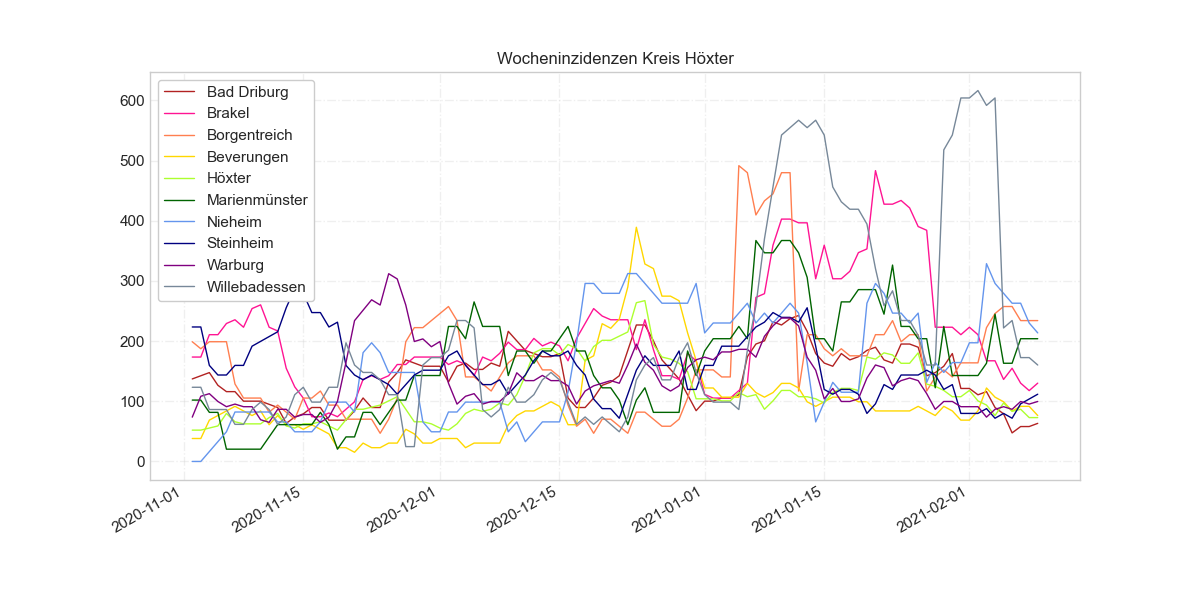 Wocheninzidenzen Kreis Höxter
600
500
400
300
200
100
0
Bad Driburg
Brakel
Borgentreich
Beverungen
Höxter
Marienmünster
Nieheim
Steinheim
Warburg
Willebadessen
2020-11-01
2020-11-15
2020-12-01
2020-12-15
2021-01-01
2021-01-15
2021-02-01